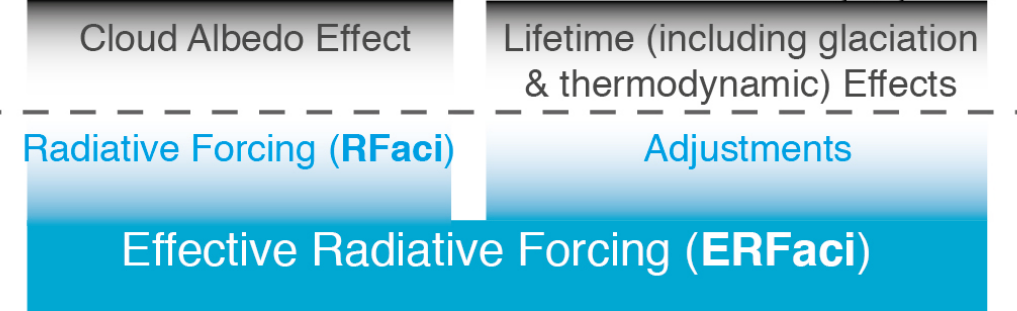 Cloud Albedo Effect
Lifetime (including glaciation
& thermodynamic) Effects
Radiative Forcing (RFaci)
Adjustments
Effective Radiative Forcing (ERFaci)